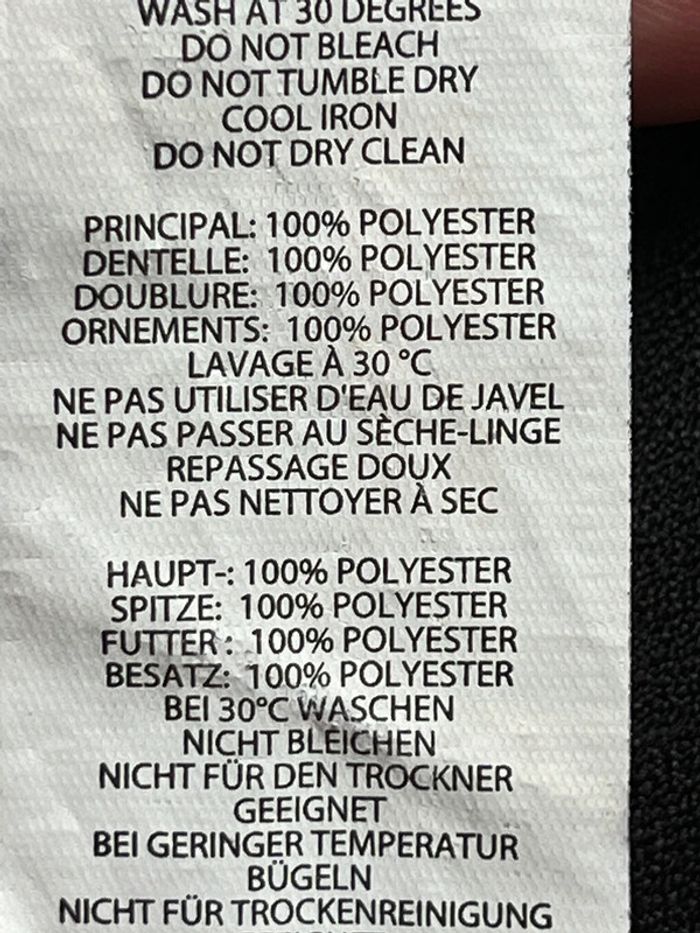 WASH AT 30 DEGREES
DO NOT BLEACH
DO NOT TUMBLE DRY
COOL IRON
DO NOT DRY CLEAN
PRINCIPAL: 100% POLYESTER
DENTELLE: 100% POLYESTER
DOUBLURE: 100% POLYESTER
ORNEMENTS: 100% POLYESTER
LAVAGE À 30 °C
NE PAS UTILISER D'EAU DE JAVEL
NE PAS PASSER AU SÈCHE-LINGE
REPASSAGE DOUX
NE PAS NETTOYER À SEC
HAUPT-: 100% POLYESTER
SPITZE: 100% POLYESTER
FUTTER : 100% POLYESTER
BESATZ: 100% POLYESTER
BEI 30°C WASCHEN
NICHT BLEICHEN
NICHT FÜR DEN TROCKNER
GEEIGNET
BEI GERINGER TEMPERATUR
BÜGELN
NICHT FÜR TROCKENREINIGUNG